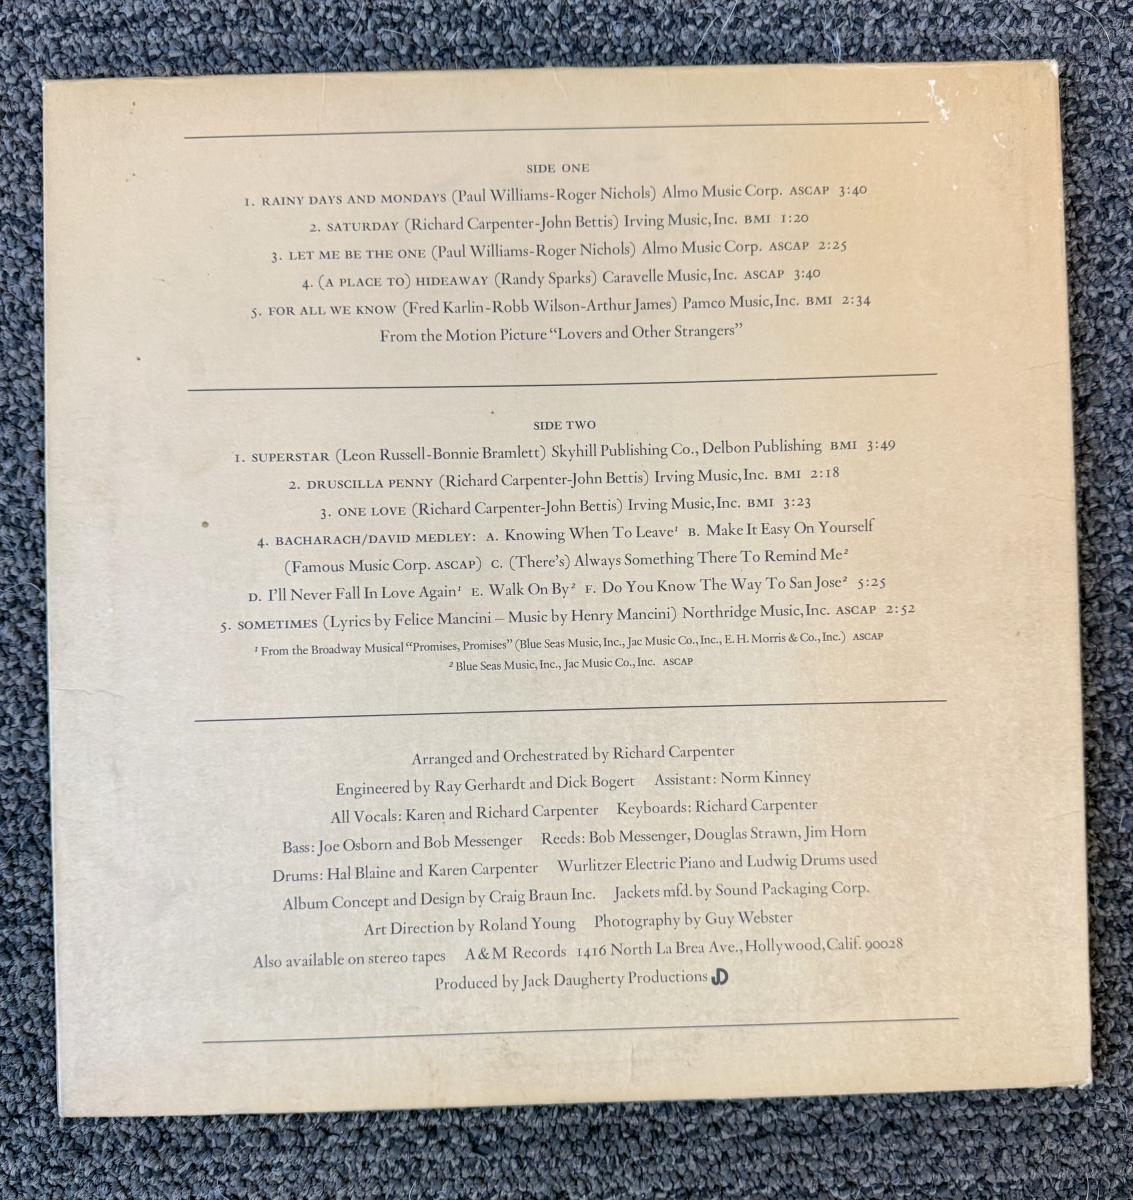 SIDE ONE
1. RAINY DAYS AND MONDAYS (Paul Williams-Roger Nichols) Almo Music Corp. ASCAP 3:40
2. SATURDAY (Richard Carpenter-John Bettis) Irving Music, Inc. BMI 1:20
3. LET ME BE THE ONE (Paul Williams-Roger Nichols) Almo Music Corp. ASCAP 2:25
4. (A PLACE TO) HIDEAWAY (Randy Sparks) Caravelle Music, Inc. ASCAP 3:40
5. FOR ALL WE KNOW (Fred Karlin-Robb Wilson-Arthur James) Pamco Music, Inc. BMI 2:34
From the Motion Picture "Lovers and Other Strangers"
SIDE TWO
1. SUPERSTAR (Leon Russell-Bonnie Bramlett) Skyhill Publishing Co., Delbon Publishing BMI 3:49
2. DRUSCILLA PENNY (Richard Carpenter-John Bettis) Irving Music, Inc. BMI 2:18
3. ONE LOVE (Richard Carpenter-John Bettis) Irving Music, Inc. BMI 3:23
4. BACHARACH/DAVID MEDLEY: A. Knowing When To Leave¹ B. Make It Easy On Yourself
(Famous Music Corp. ASCAP) C. (There's) Always Something There To Remind Me²
D. I'll Never Fall In Love Again¹ E. Walk On By² F. Do You Know The Way To San Jose² 5:25
5. SOMETIMES (Lyrics by Felice Mancini – Music by Henry Mancini) Northridge Music, Inc. ASCAP 2:52
¹ From the Broadway Musical "Promises, Promises" (Blue Seas Music, Inc., Jac Music Co., Inc., E. H. Morris & Co., Inc.) ASCAP
² Blue Seas Music, Inc., Jac Music Co., Inc. ASCAP
Arranged and Orchestrated by Richard Carpenter
Engineered by Ray Gerhardt and Dick Bogert Assistant: Norm Kinney
All Vocals: Karen and Richard Carpenter Keyboards: Richard Carpenter
Bass: Joe Osborn and Bob Messenger Reeds: Bob Messenger, Douglas Strawn, Jim Horn
Drums: Hal Blaine and Karen Carpenter Wurlitzer Electric Piano and Ludwig Drums used
Album Concept and Design by Craig Braun Inc. Jackets mfd. by Sound Packaging Corp.
Art Direction by Roland Young Photography by Guy Webster
Also available on stereo tapes A&M Records 1416 North La Brea Ave., Hollywood, Calif. 90028
Produced by Jack Daugherty Productions JD